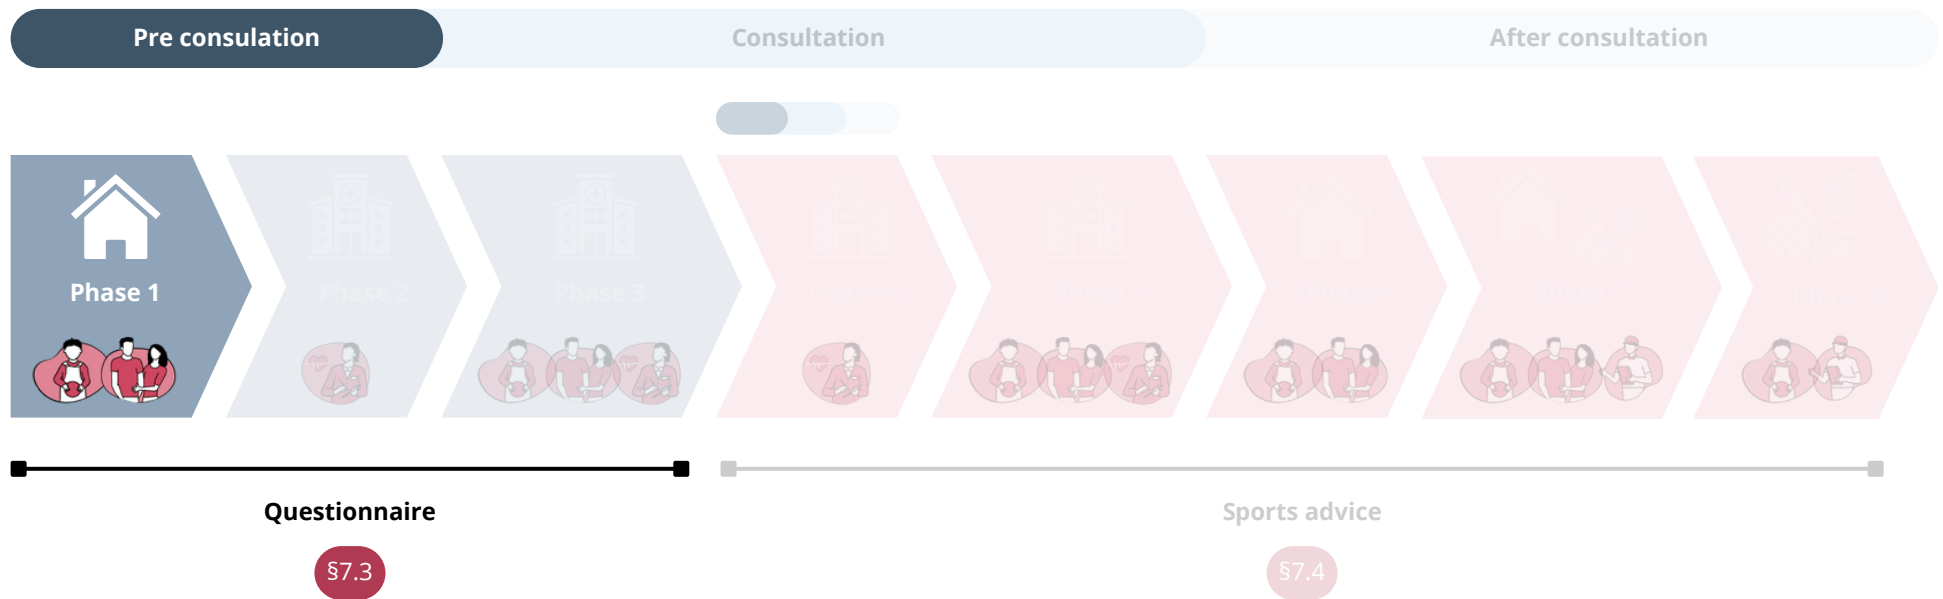 Pre consulation
Consultation
After consultation
Phase 1
Phase 2
Phase 3
Phase 4
Phase 5
Phase 6
Phase 7
Phase 8
Questionnaire
Sports advice
§7.3
§7.4